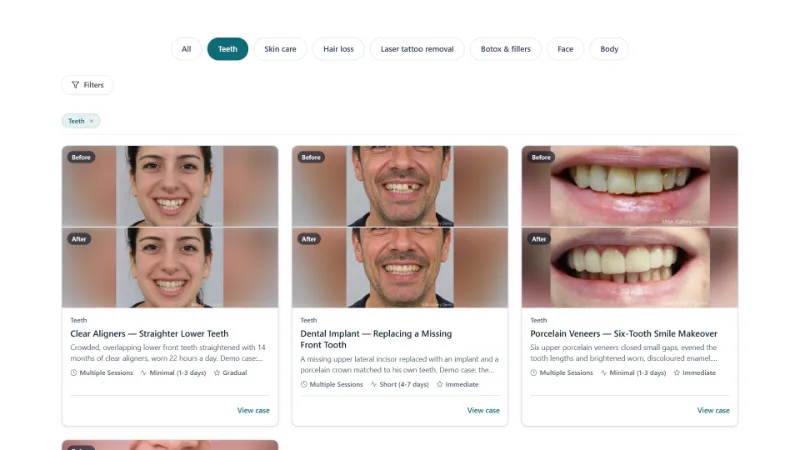 All
Teeth
Skin care
Hair loss
Laser tattoo removal
Botox & fillers
Face
Body
Filters
Teeth ×
Before
After
Teeth
Clear Aligners — Straighter Lower Teeth
Crowded, overlapping lower front teeth straightened with 14
months of clear aligners, worn 22 hours a day. Demo case:...
Multiple Sessions
Minimal (1-3 days)
Gradual
View case
Before
After
Teeth
Dental Implant — Replacing a Missing
Front Tooth
A missing upper lateral incisor replaced with an implant and a
porcelain crown matched to his own teeth. Demo case: the...
Multiple Sessions
Short (4-7 days)
Immediate
View case
Before
After
Teeth
Porcelain Veneers — Six-Tooth Smile Makeover
Six upper porcelain veneers closed small gaps, evened the
tooth lengths and brightened worn, discoloured enamel....
Multiple Sessions
Minimal (1-3 days)
Immediate
View case